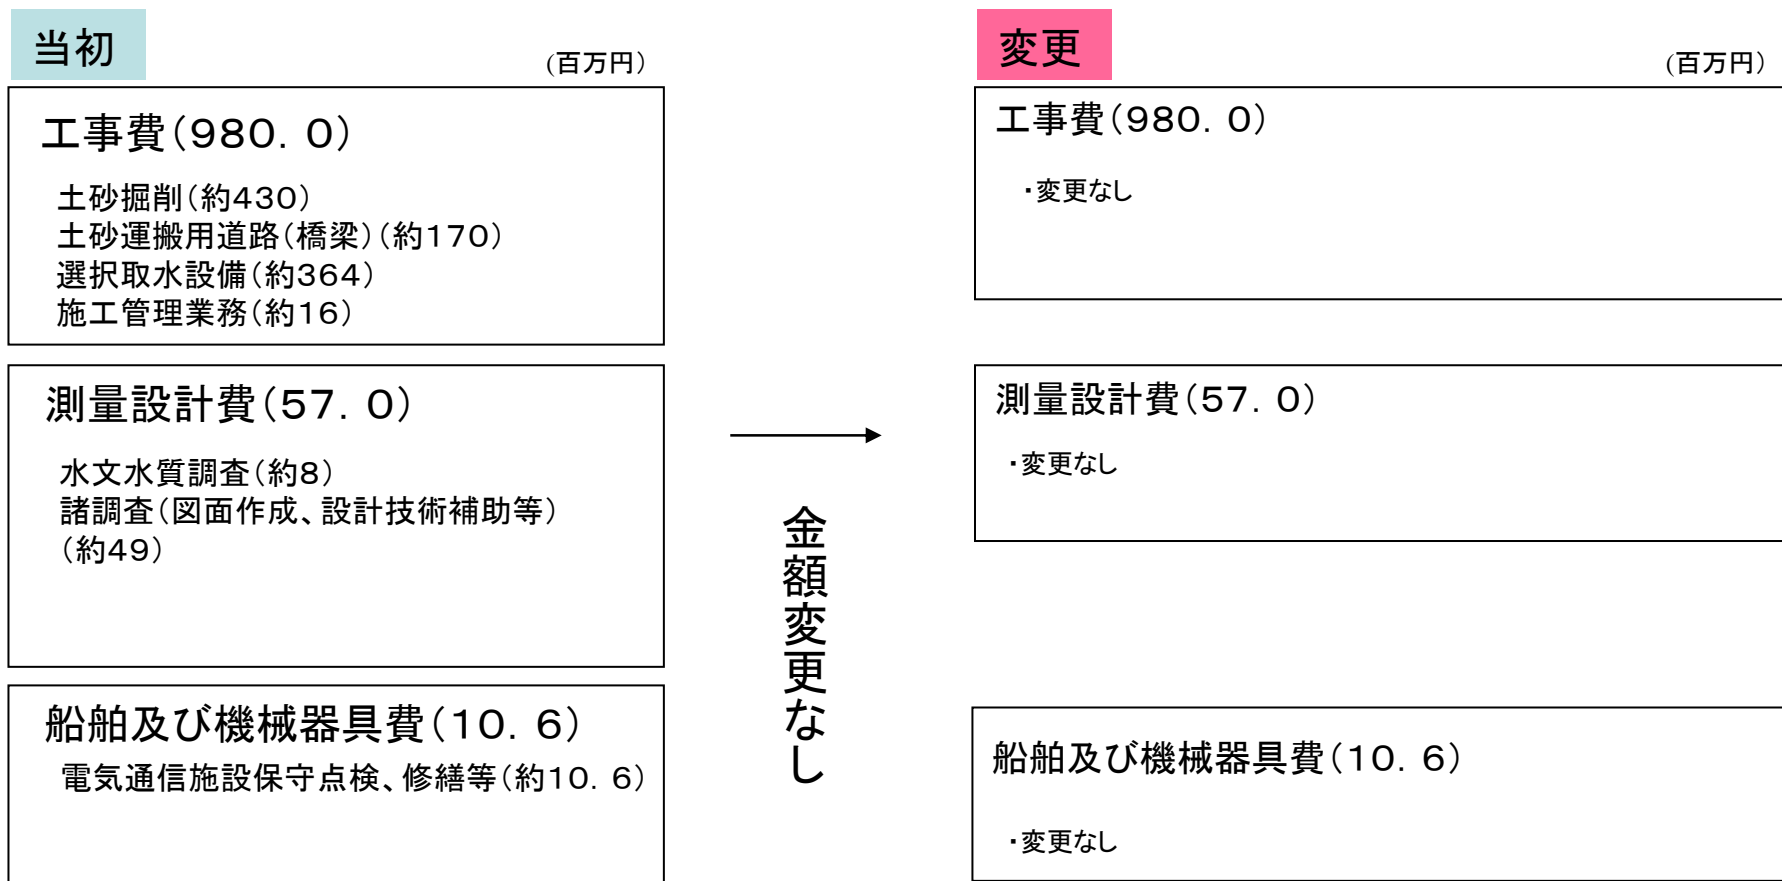 当初
(百万円)
工事費(980.0)
土砂掘削(約430)
土砂運搬用道路(橋梁)(約170)
選択取水設備(約364)
施工管理業務(約16)
測量設計費(57.0)
水文水質調査(約8)
諸調査(図面作成、設計技術補助等)
(約49)
船舶及び機械器具費(10.6)
電気通信施設保守点検、修繕等(約10.6)
金額変更なし
変更
(百万円)
工事費(980.0)
・変更なし
測量設計費(57.0)
・変更なし
船舶及び機械器具費(10.6)
・変更なし